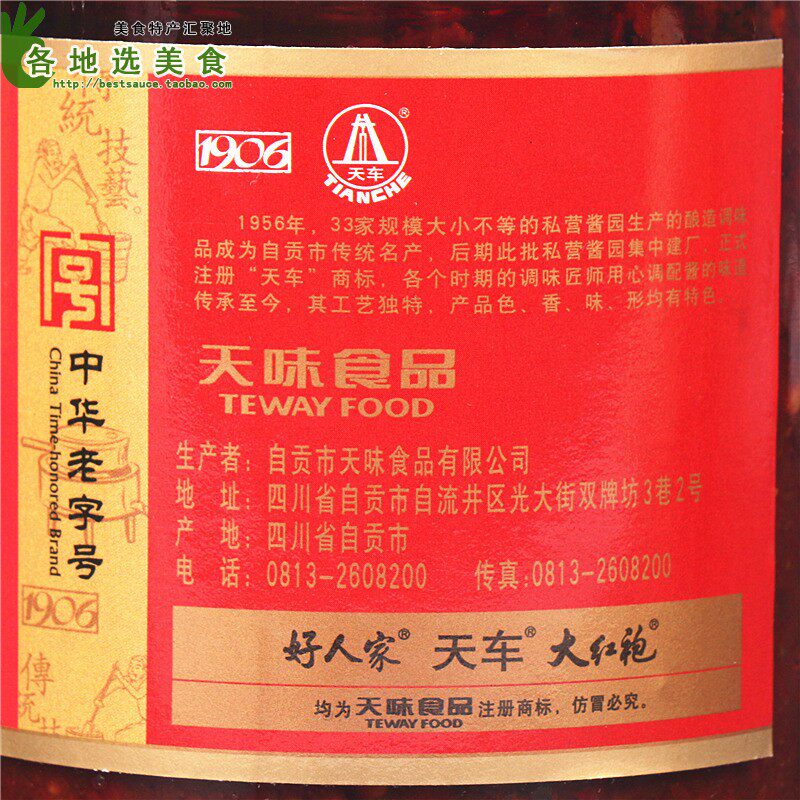 美食特产汇聚地
各地选美食
http://bestsauce.taobao.com/
傳統技藝
中华老字号
China Time-honored Brand
1906
傳統技
1906
天车®
TIANCHE
1956年，33家规模大小不等的私营酱园生产的酿造调味
品成为自贡市传统名产，后期此批私营酱园集中建厂，正式
注册“天车”商标，各个时期的调味匠师用心调配酱的味道
传承至今，其工艺独特，产品色、香、味、形均有特色。
天味食品
TEWAY FOOD
生产者：自贡市天味食品有限公司
地　址：四川省自贡市自流井区光大街双牌坊3巷2号
产　地：四川省自贡市
电　话：0813-2608200　传真:0813-2608200
好人家® 天车® 大红袍®
均为 天味食品 注册商标，仿冒必究。
TEWAY FOOD